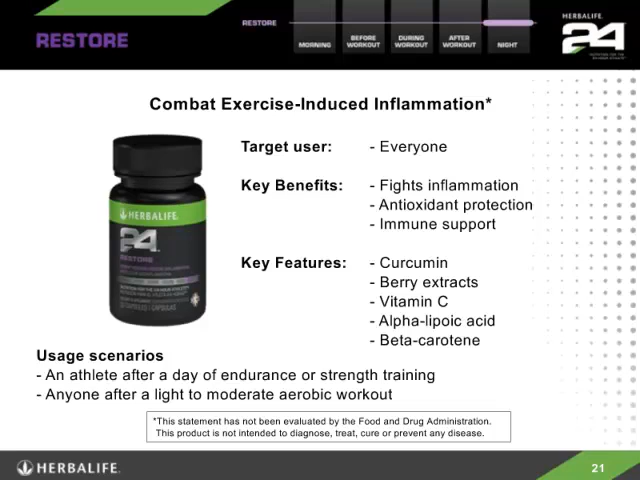 RESTORE
RESTORE
MORNING
BEFORE WORKOUT
DURING WORKOUT
AFTER WORKOUT
NIGHT
HERBALIFE
24
Combat Exercise-Induced Inflammation*
Target user: - Everyone
Key Benefits: - Fights inflammation
- Antioxidant protection
- Immune support
Key Features: - Curcumin
- Berry extracts
- Vitamin C
- Alpha-lipoic acid
- Beta-carotene
HERBALIFE.
24
RESTORE
Usage scenarios
- An athlete after a day of endurance or strength training
- Anyone after a light to moderate aerobic workout
*This statement has not been evaluated by the Food and Drug Administration.
This product is not intended to diagnose, treat, cure or prevent any disease.
HERBALIFE.
21